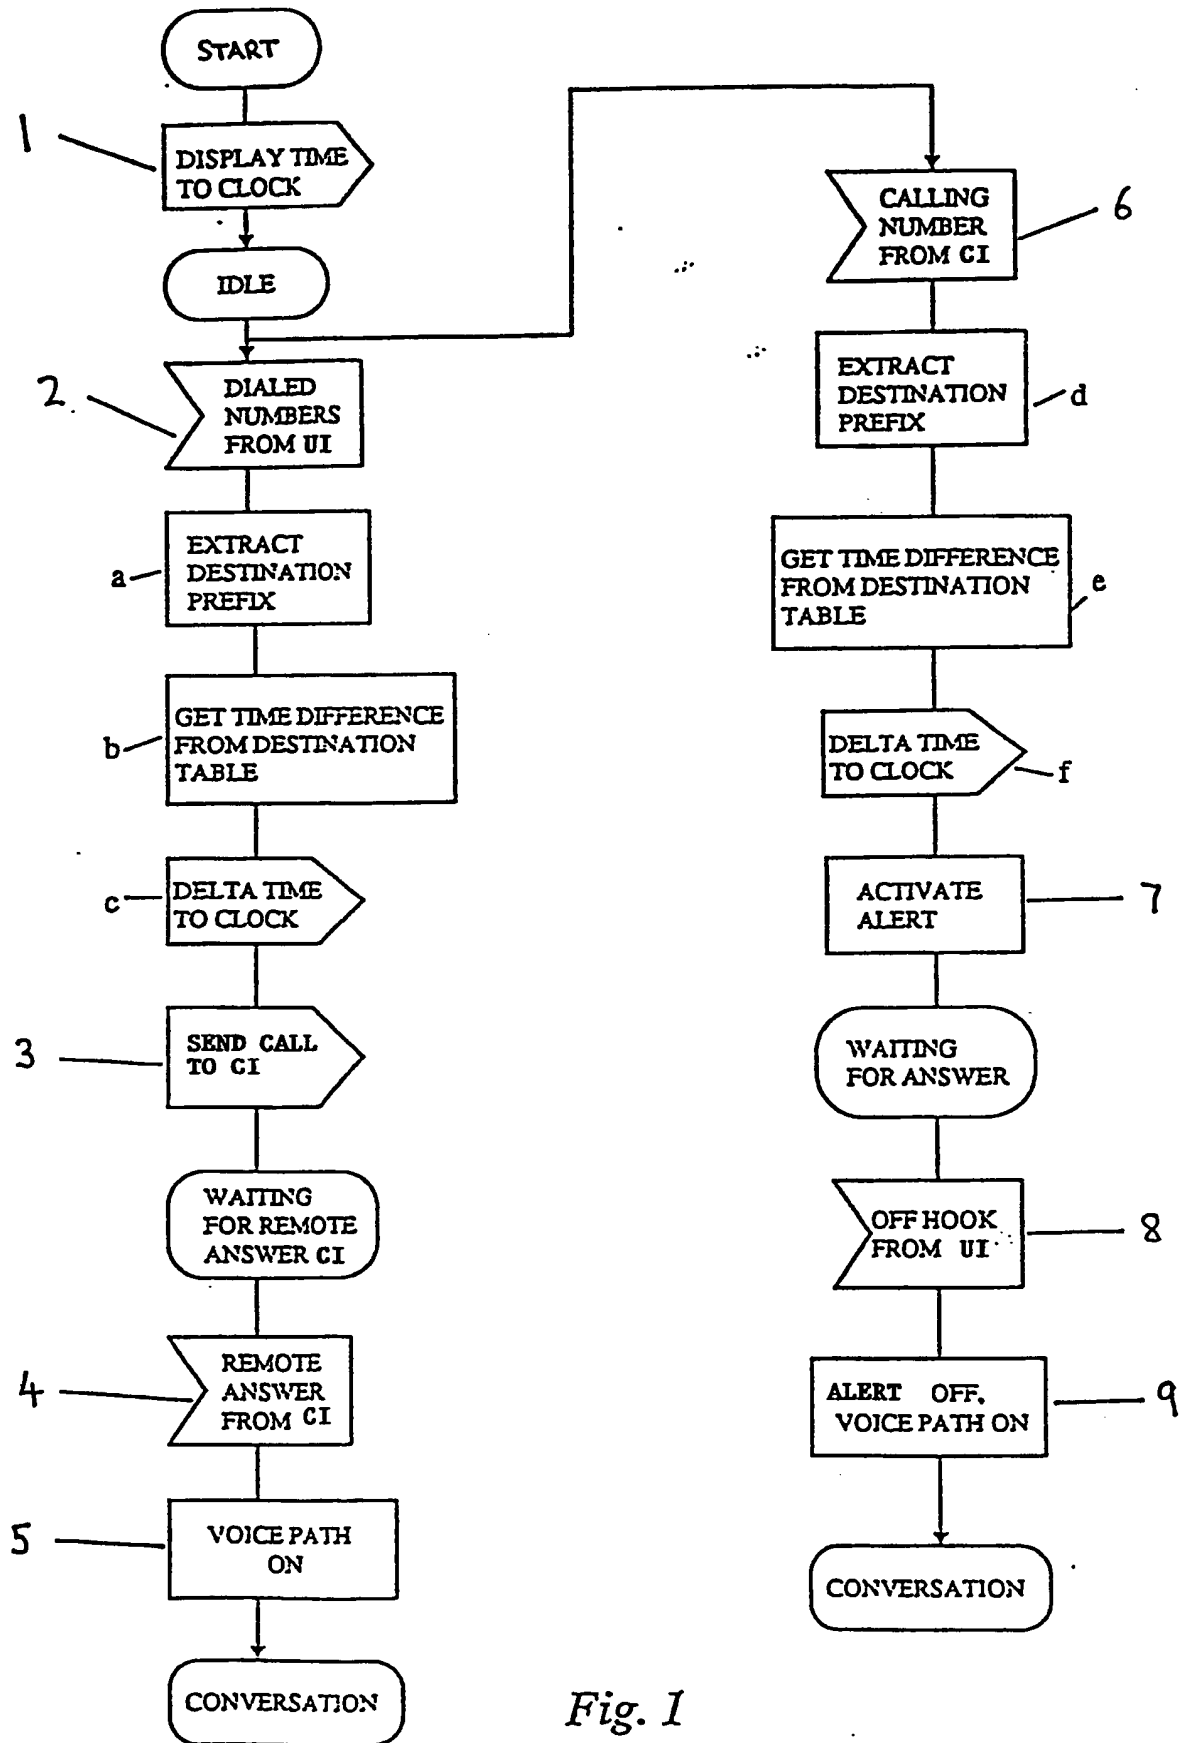 START
1
DISPLAY TIME
TO CLOCK
IDLE
2
DIALED
NUMBERS
FROM UI
a
EXTRACT
DESTINATION
PREFIX
b
GET TIME DIFFERENCE
FROM DESTINATION
TABLE
c
DELTA TIME
TO CLOCK
3
SEND CALL
TO CI
WAITING
FOR REMOTE
ANSWER CI
4
REMOTE
ANSWER
FROM CI
5
VOICE PATH
ON
CONVERSATION
CALLING
NUMBER
FROM CI
6
EXTRACT
DESTINATION
PREFIX
d
GET TIME DIFFERENCE
FROM DESTINATION
TABLE
e
DELTA TIME
TO CLOCK
f
ACTIVATE
ALERT
7
WAITING
FOR ANSWER
OFF HOOK
FROM UI
8
ALERT OFF.
VOICE PATH ON
9
CONVERSATION
Fig. 1